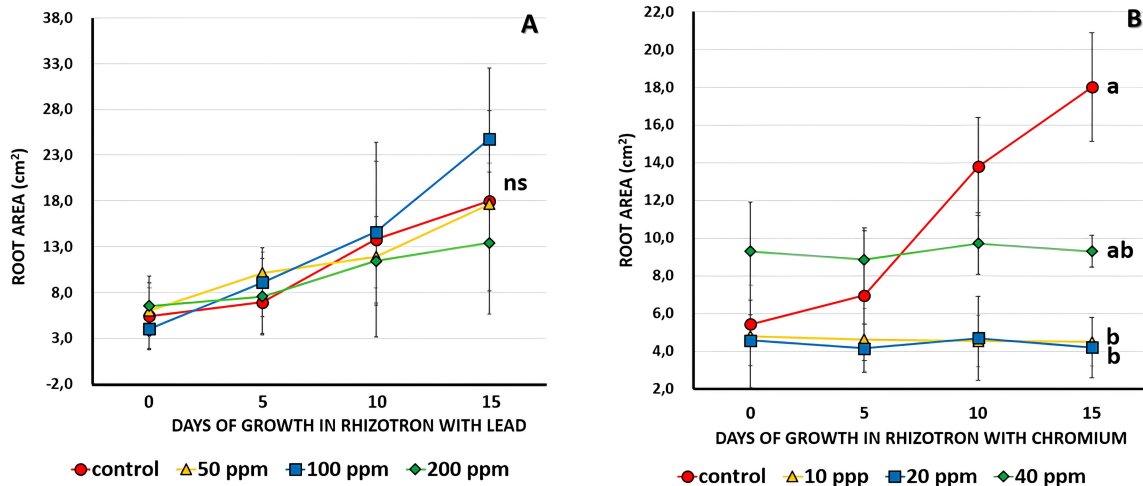 A
ROOT AREA (cm²)
38,0
33,0
28,0
23,0
18,0
13,0
8,0
3,0
-2,0
ns
0 5 10 15
DAYS OF GROWTH IN RHIZOTRON WITH LEAD
control 50 ppm 100 ppm 200 ppm
B
ROOT AREA (cm²)
22,0
20,0
18,0
16,0
14,0
12,0
10,0
8,0
6,0
4,0
2,0
a
ab
b
b
0 5 10 15
DAYS OF GROWTH IN RHIZOTRON WITH CHROMIUM
control 10 ppp 20 ppm 40 ppm